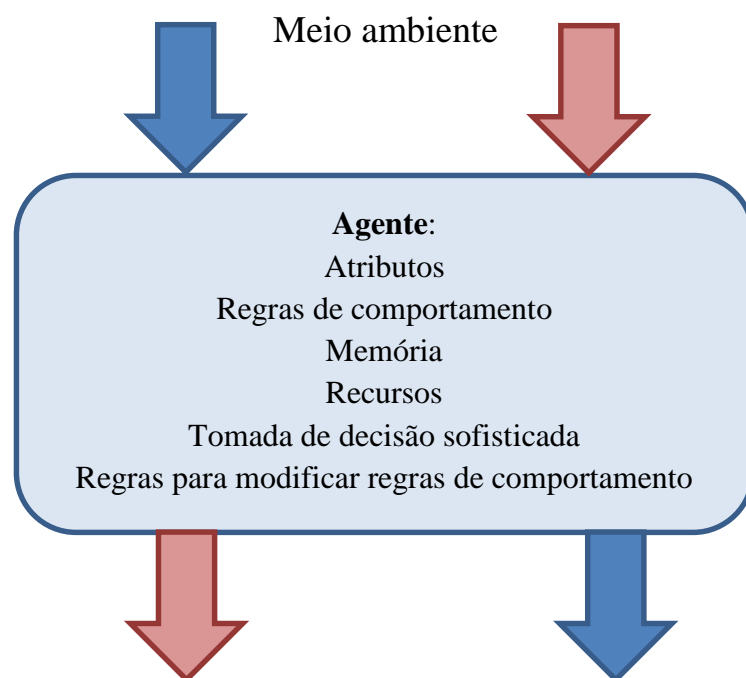 Meio ambiente
Agente:
Atributos
Regras de comportamento
Memória
Recursos
Tomada de decisão sofisticada
Regras para modificar regras de comportamento